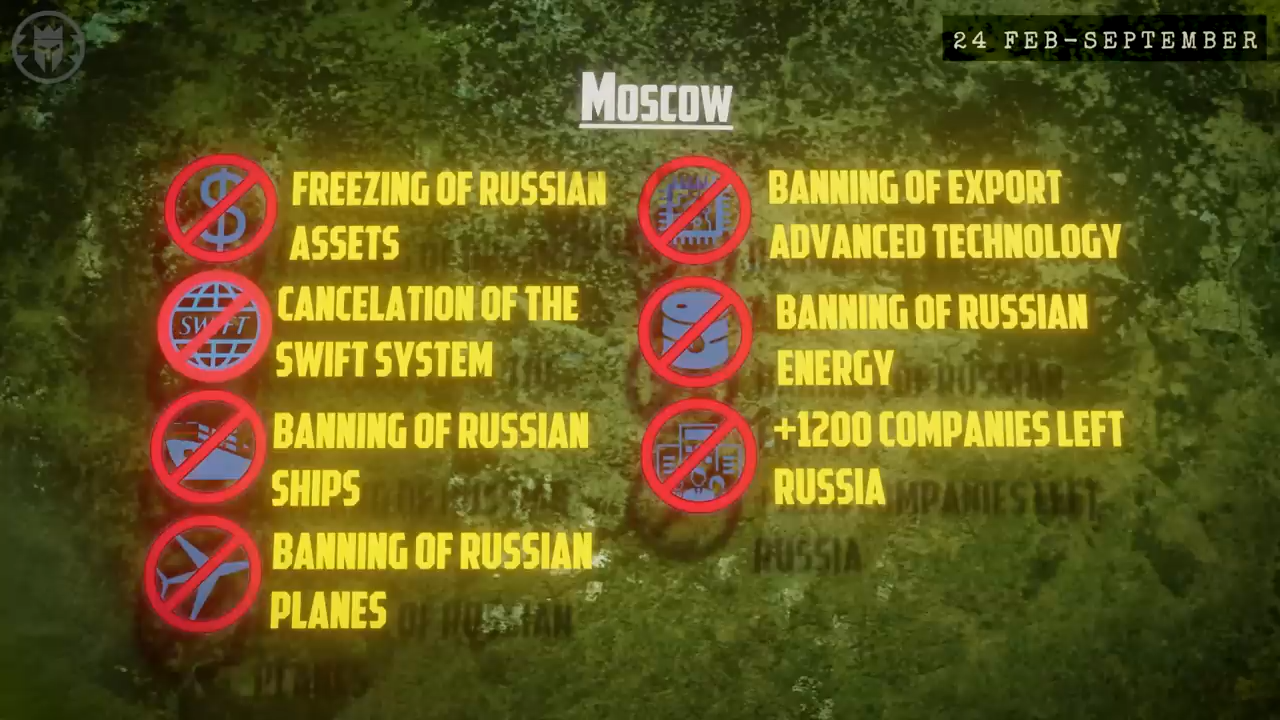 24 FEB-SEPTEMBER
Moscow
FREEZING OF RUSSIAN
ASSETS
CANCELATION OF THE
SWIFT SYSTEM
SWIFT
BANNING OF RUSSIAN
SHIPS
BANNING OF RUSSIAN
PLANES
BANNING OF EXPORT
ADVANCED TECHNOLOGY
BANNING OF RUSSIAN
ENERGY
+1200 COMPANIES LEFT
RUSSIA